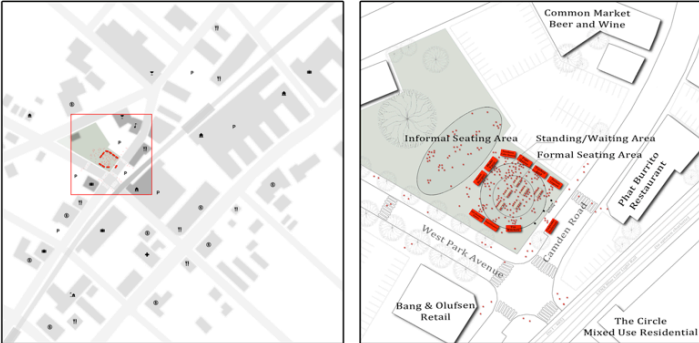 Common Market
Beer and Wine
Informal Seating Area
Standing/Waiting Area
Formal Seating Area
Phat Burrito
Restaurant
West Park Avenue
Camden Road
Bang & Olufsen
Retail
The Circle
Mixed Use Residential